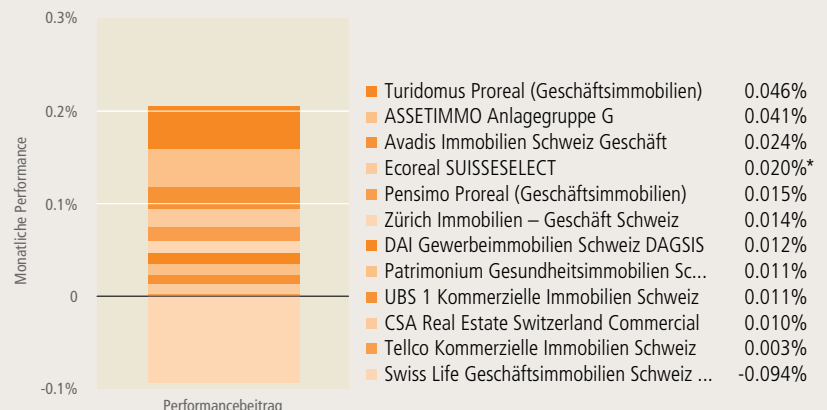 0.3%
0.2%
0.1%
0
-0.1%
Monatliche Performance
Performancebeitrag
Turidomus Proreal (Geschäftsimmobilien) 0.046%
ASSETIMMO Anlagegruppe G 0.041%
Avadis Immobilien Schweiz Geschäft 0.024%
Ecoreal SUISSESELECT 0.020%*
Pensimo Proreal (Geschäftsimmobilien) 0.015%
Zürich Immobilien – Geschäft Schweiz 0.014%
DAI Gewerbeimmobilien Schweiz DAGSIS 0.012%
Patrimonium Gesundheitsimmobilien Sc... 0.011%
UBS 1 Kommerzielle Immobilien Schweiz 0.011%
CSA Real Estate Switzerland Commercial 0.010%
Tellco Kommerzielle Immobilien Schweiz 0.003%
Swiss Life Geschäftsimmobilien Schweiz ... -0.094%